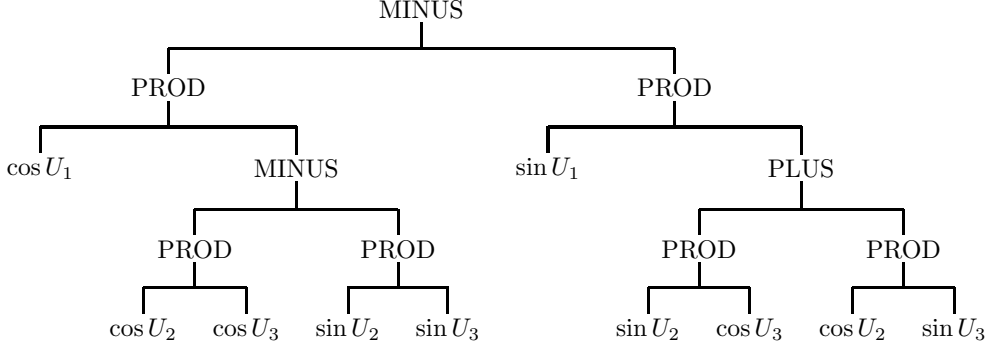 MINUS
PROD PROD
cos U₁ MINUS sin U₁ PLUS
PROD PROD PROD PROD
cos U₂ cos U₃ sin U₂ sin U₃ sin U₂ cos U₃ cos U₂ sin U₃